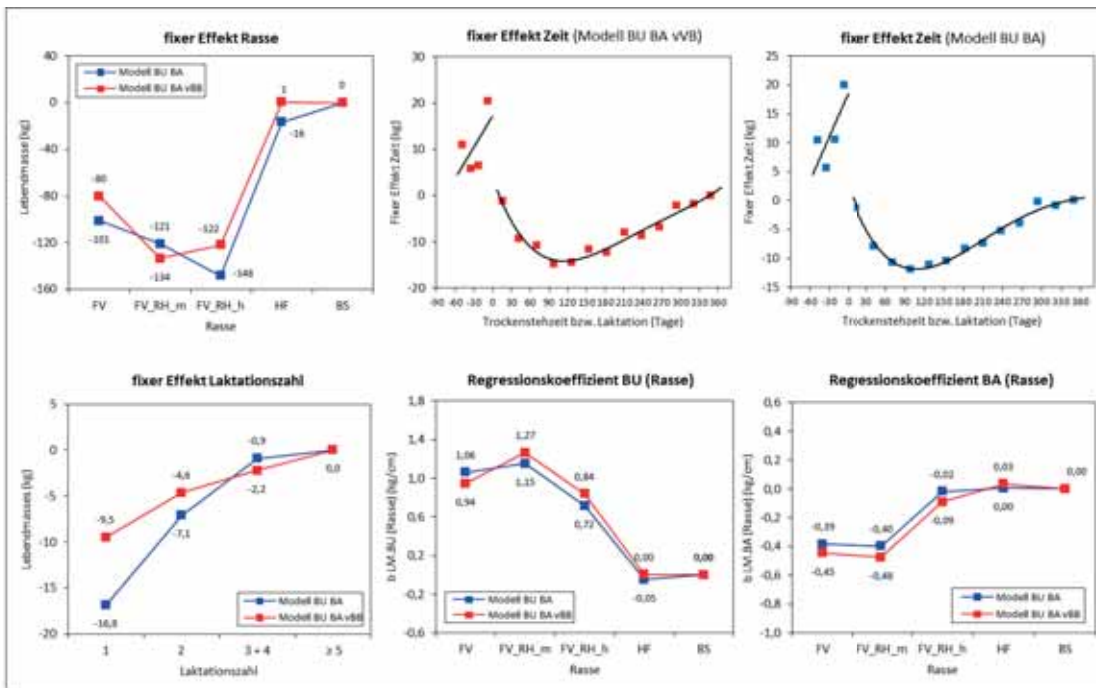 fixer Effekt Rasse
Modell BU BA
Modell BU BA vBB
Lebendmasse (kg)
40
0
-40
-80
-120
-160
-80
-101
-121
-134
-122
-148
1
-16
0
FV FV_RH_m FV_RH_h HF BS
Rasse
fixer Effekt Zeit (Modell BU BA vVB)
Fixer Effekt Zeit (kg)
30
20
10
0
-10
-20
-90 -60 -30 0 30 60 90 120 150 180 210 240 270 300 330 360
Trockenstehzeit bzw. Laktation (Tage)
fixer Effekt Zeit (Modell BU BA)
Fixer Effekt Zeit (kg)
25
20
15
10
5
0
-5
-10
-15
-90 -60 -30 0 30 60 90 120 150 180 210 240 270 300 330 360
Trockenstehzeit bzw. Laktation (Tage)
fixer Effekt Laktationszahl
Lebendmasses (kg)
5
0
-5
-10
-15
-20
-9,5
-16,8
-4,6
-7,1
-0,9
-2,2
0,0
Modell BU BA
Modell BU BA vBB
1 2 3 + 4 ≥ 5
Laktationszahl
Regressionskoeffizient BU (Rasse)
b LM.BU (Rasse) (kg/cm)
1,8
1,4
1,0
0,6
0,2
-0,2
-0,6
1,06
0,94
1,27
1,15
0,84
0,72
0,00
-0,05
0,00
Modell BU BA
Modell BU BA vBB
FV FV_RH_m FV_RH_h HF BS
Rasse
Regressionskoeffizient BA (Rasse)
b LM.BA (Rasse) (kg/cm)
0,6
0,4
0,2
0,0
-0,2
-0,4
-0,6
-0,8
-1,0
-0,39
-0,45
-0,40
-0,48
-0,02
-0,09
0,03
0,00
0,00
Modell BU BA
Modell BU BA vBB
FV FV_RH_m FV_RH_h HF BS
Rasse